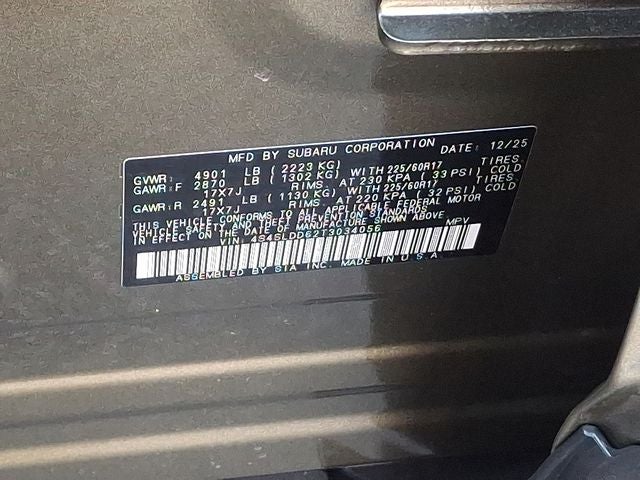 MFD BY SUBARU CORPORATION DATE: 12/25
GVWR: 4901 LB (2223 KG)
GAWR:F 2870 LB (1302 KG) WITH 225/60R17 TIRES.
17X7J RIMS. AT 230 KPA (33 PSI) COLD
GAWR:R 2491 LB (1130 KG) WITH 225/60R17 TIRES.
17X7J RIMS. AT 220 KPA (32 PSI) COLD
THIS VEHICLE CONFORMS TO ALL APPLICABLE FEDERAL MOTOR
VEHICLE SAFETY AND THEFT PREVENTION STANDARDS
IN EFFECT ON THE DATE OF MANUFACTURE SHOWN ABOVE
VIN: 4S4SLDD62T3034056 MPV
ASSEMBLED BY SIA INC. MADE IN U.S.A.